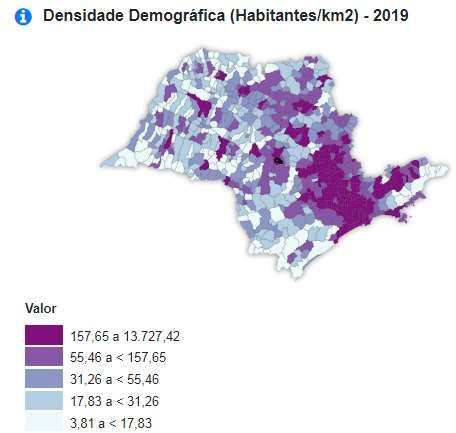 Densidade Demográfica (Habitantes/km2) - 2019
Valor
157,65 a 13.727,42
55,46 a < 157,65
31,26 a < 55,46
17,83 a < 31,26
3,81 a < 17,83